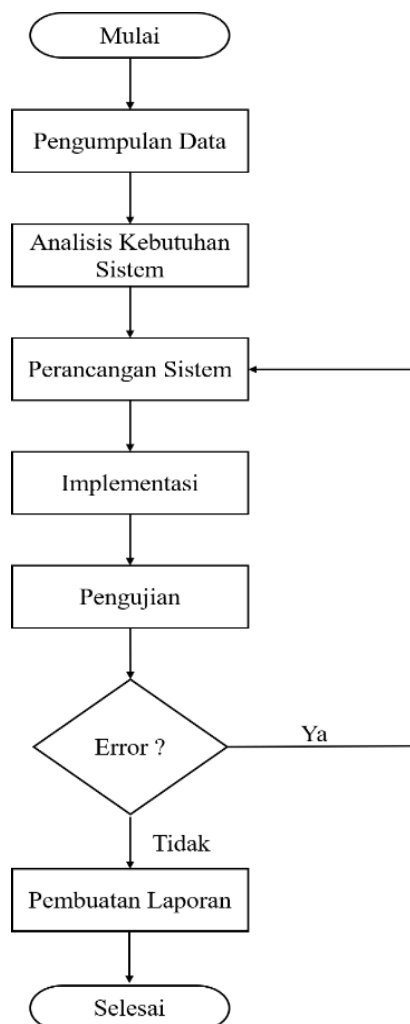 Mulai
Pengumpulan Data
Analisis Kebutuhan
Sistem
Perancangan Sistem
Implementasi
Pengujian
Error ?
Ya
Tidak
Pembuatan Laporan
Selesai